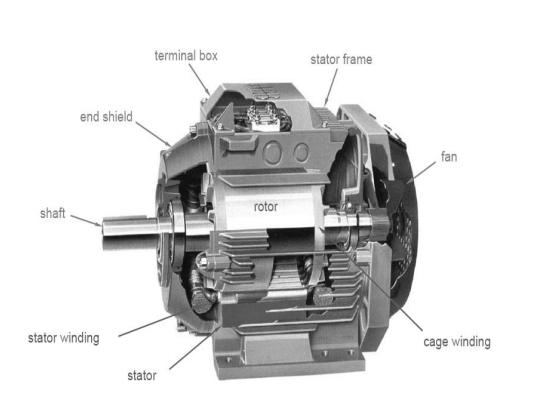 terminal box
stator frame
end shield
fan
shaft
rotor
stator winding
cage winding
stator